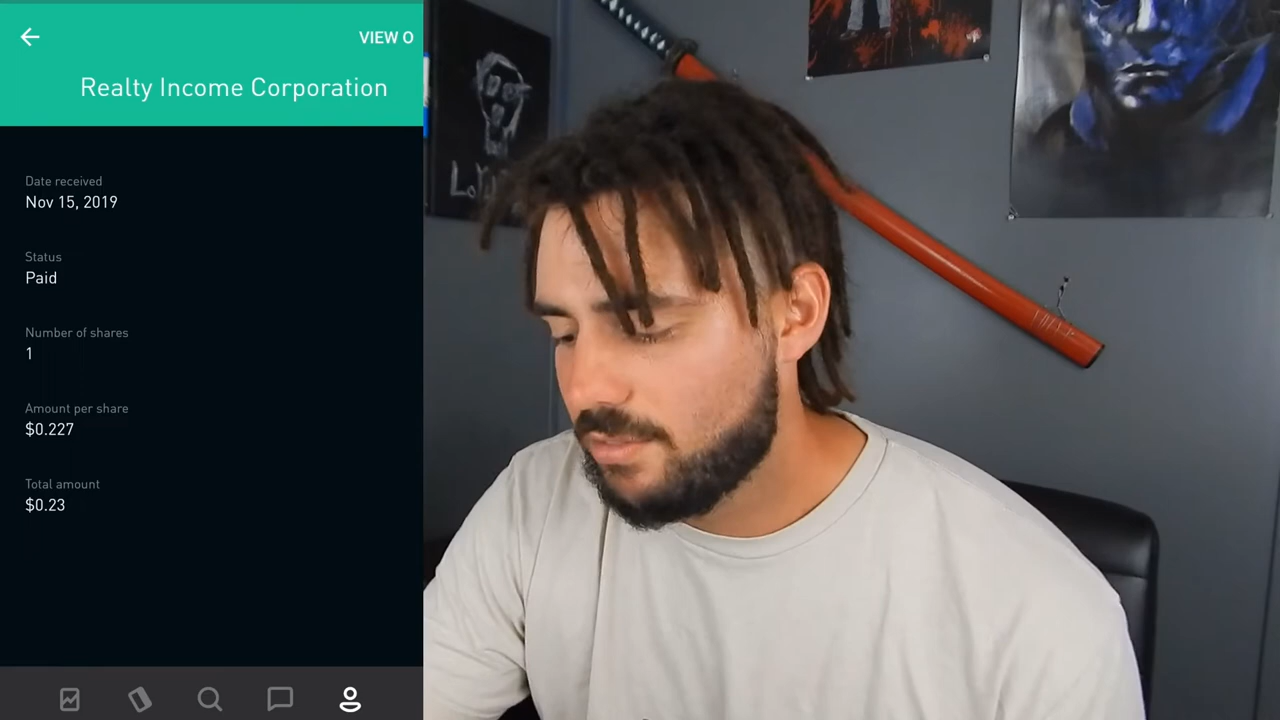 VIEW O
Realty Income Corporation
Date received
Nov 15, 2019
Status
Paid
Number of shares
1
Amount per share
$0.227
Total amount
$0.23